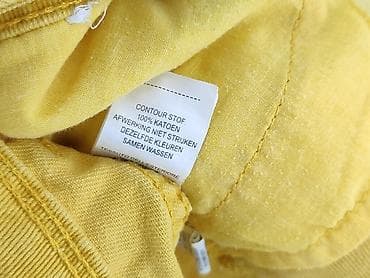 CONTOUR STOF
100% KATOEN
AFWERKING NIET STRIJKEN
DEZELFDE KLEUREN
SAMEN WASSEN